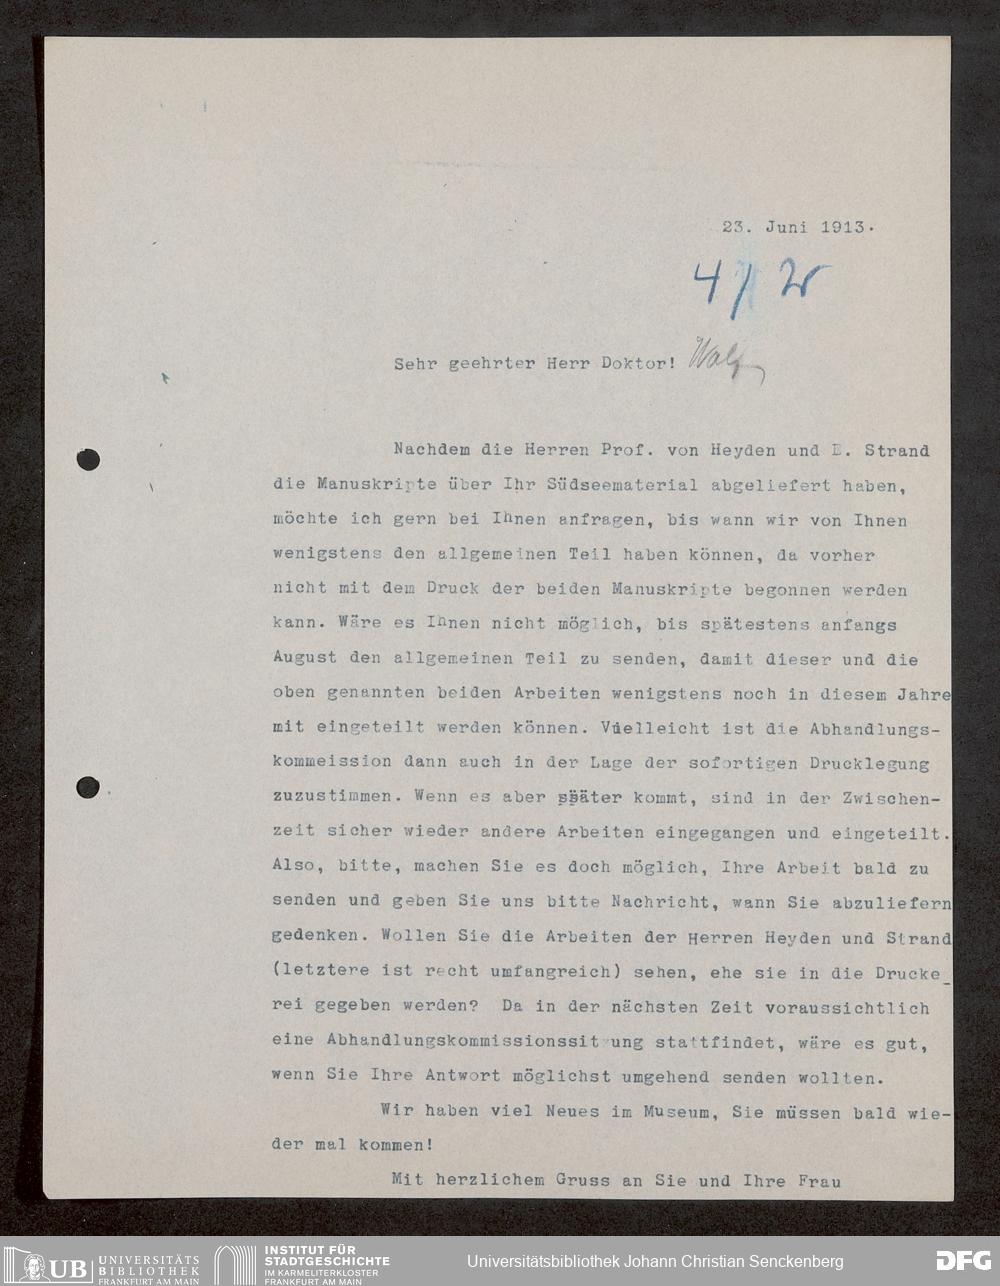 23. Juni 1913.
Sehr geehrter Herr Doktor!
Nachdem die Herren Prof. von Heyden und E. Strand
die Manuskripte über Ihr Südseematerial abgeliefert haben,
möchte ich gern bei Ihnen anfragen, bis wann wir von Ihnen
wenigstens den allgemeinen Teil haben können, da vorher
nicht mit dem Druck der beiden Manuskripte begonnen werden
kann. Wäre es Ihnen nicht möglich, bis spätestens anfangs
August den allgemeinen Teil zu senden, damit dieser und die
oben genannten beiden Arbeiten wenigstens noch in diesem Jahre
mit eingeteilt werden können. Vielleicht ist die Abhandlungs-
kommeission dann auch in der Lage der sofortigen Drucklegung
zuzustimmen. Wenn es aber später kommt, sind in der Zwischen-
zeit sicher wieder andere Arbeiten eingegangen und eingeteilt.
Also, bitte, machen Sie es doch möglich, Ihre Arbeit bald zu
senden und geben Sie uns bitte Nachricht, wann Sie abzuliefern
gedenken. Wollen Sie die Arbeiten der Herren Heyden und Strand
(letztere ist recht umfangreich) sehen, ehe sie in die Drucke_
rei gegeben werden? Da in der nächsten Zeit voraussichtlich
eine Abhandlungskommissionssitzung stattfindet, wäre es gut,
wenn Sie Ihre Antwort möglichst umgehend senden wollten.
Wir haben viel Neues im Museum, Sie müssen bald wie-
der mal kommen!
Mit herzlichem Gruss an Sie und Ihre Frau
UB UNIVERSITÄTS
BIBLIOTHEK
FRANKFURT AM MAIN
INSTITUT FÜR
STADTGESCHICHTE
IM KARMELITERKLOSTER
FRANKFURT AM MAIN
Universitätsbibliothek Johann Christian Senckenberg
DFG